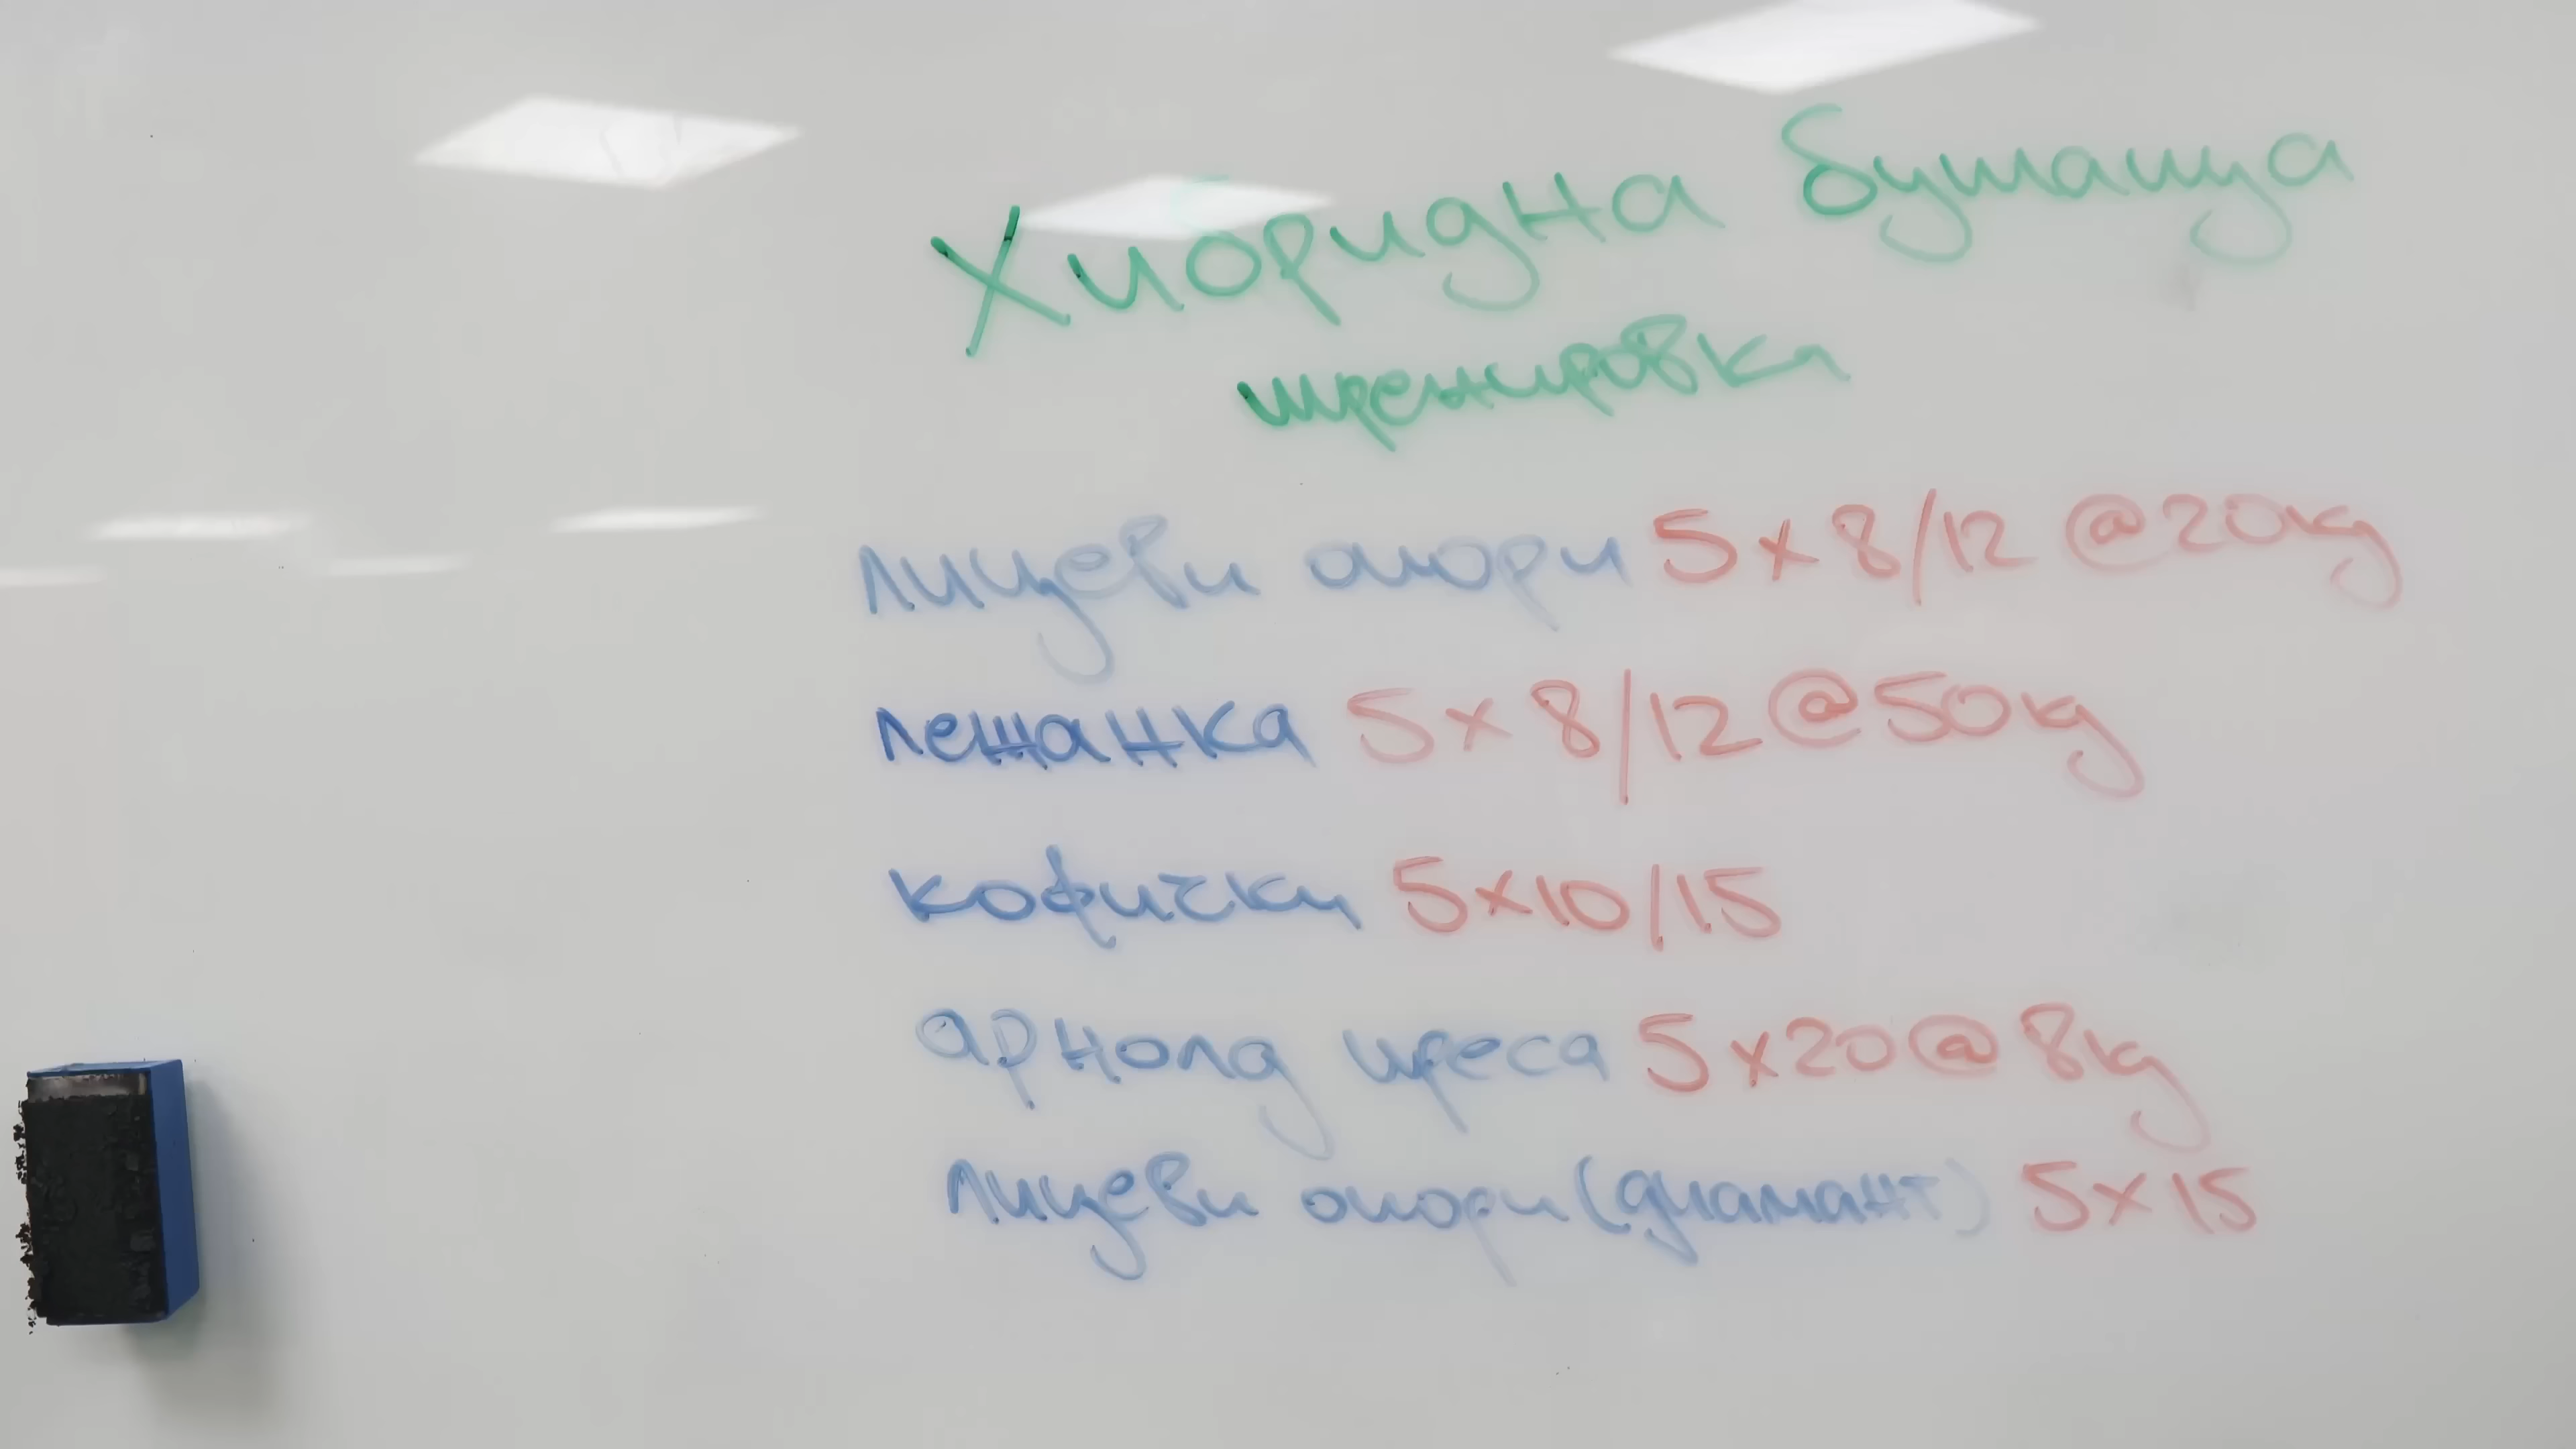 Хибридна бутаща
тренировка
лицеви опори 5x8/12 @20kg
лежанка 5x8/12@50kg
кофички 5x10/15
арнолд преса 5x20@8kg
лицеви опори (диамант) 5x15